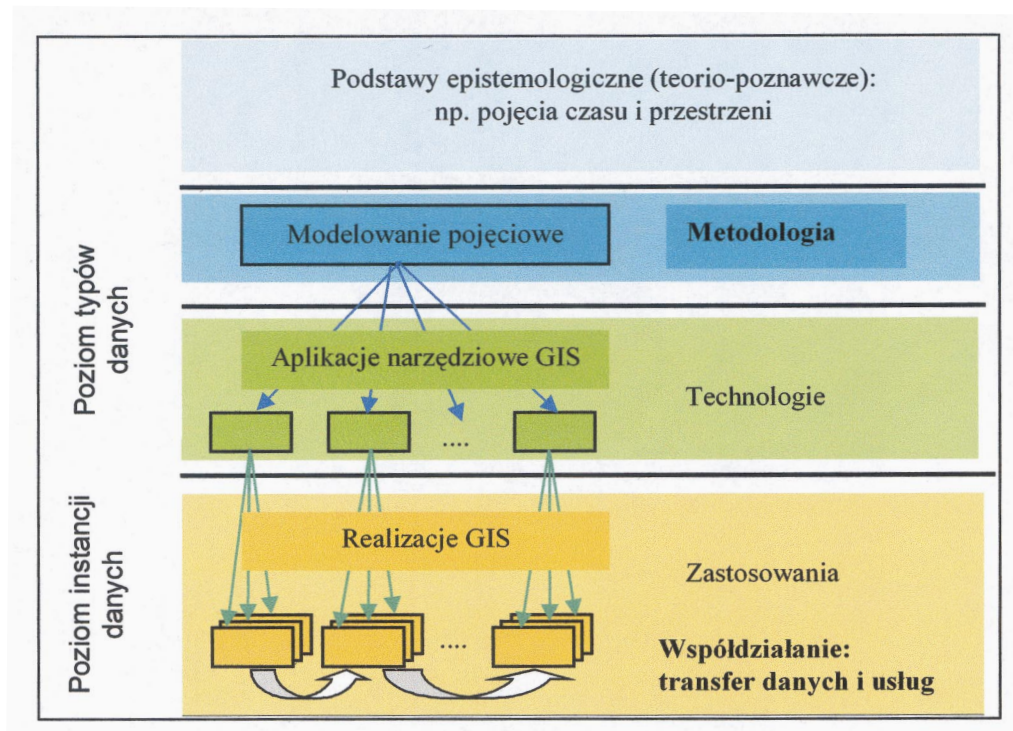 Podstawy epistemologiczne (teorio-poznawcze):
np. pojęcia czasu i przestrzeni
Poziom typów
danych
Modelowanie pojęciowe
Metodologia
Aplikacje narzędziowe GIS
Technologie
....
Poziom instancji
danych
Realizacje GIS
Zastosowania
....
Współdziałanie:
transfer danych i usług